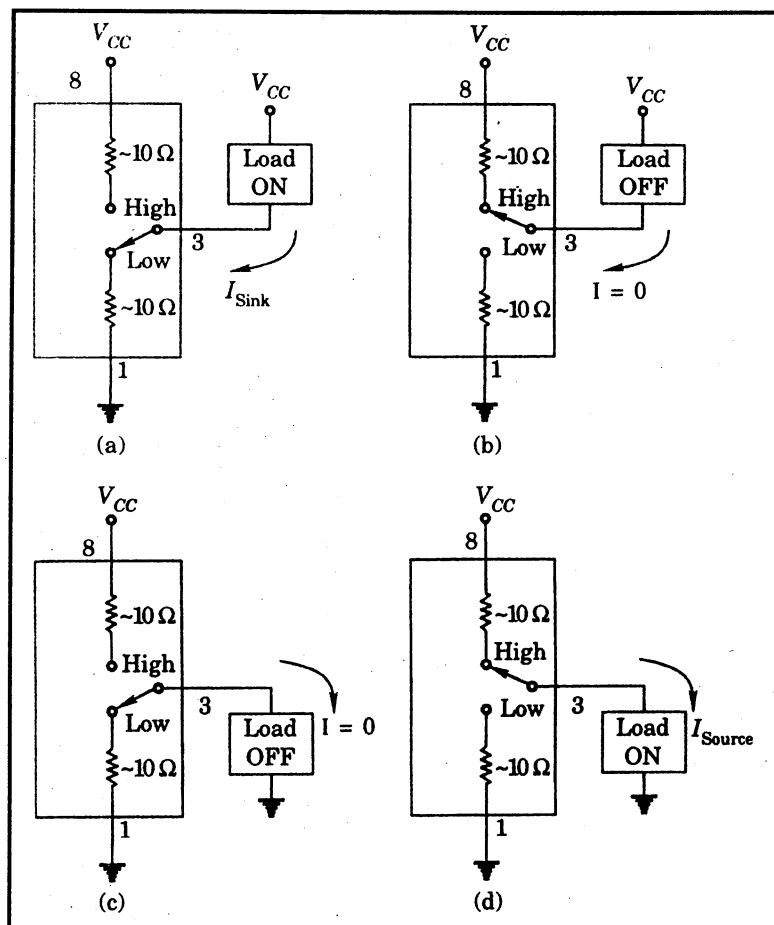 V_CC
8
V_CC
~10 Ω
Load
ON
High
3
Low
I_Sink
~10 Ω
1
(a)
V_CC
8
V_CC
~10 Ω
Load
OFF
High
3
Low
I = 0
~10 Ω
1
(b)
V_CC
8
~10 Ω
High
3
Low
Load
OFF
I = 0
~10 Ω
1
(c)
V_CC
8
~10 Ω
High
3
Low
Load
ON
I_Source
~10 Ω
1
(d)